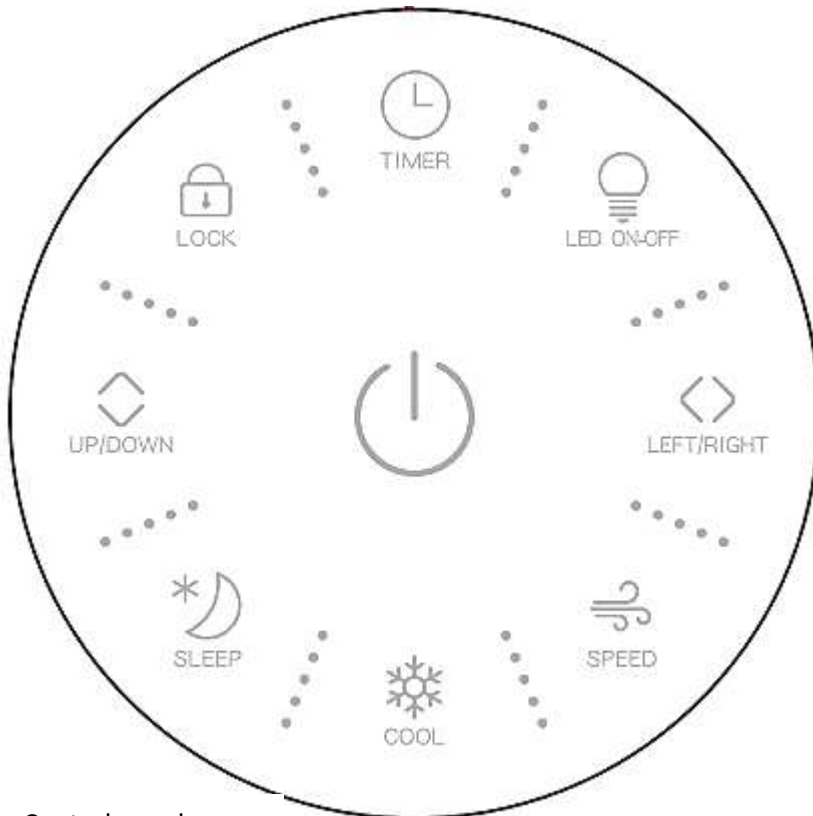 TIMER
LOCK
LED ON-OFF
UP/DOWN
LEFT/RIGHT
SLEEP
SPEED
COOL